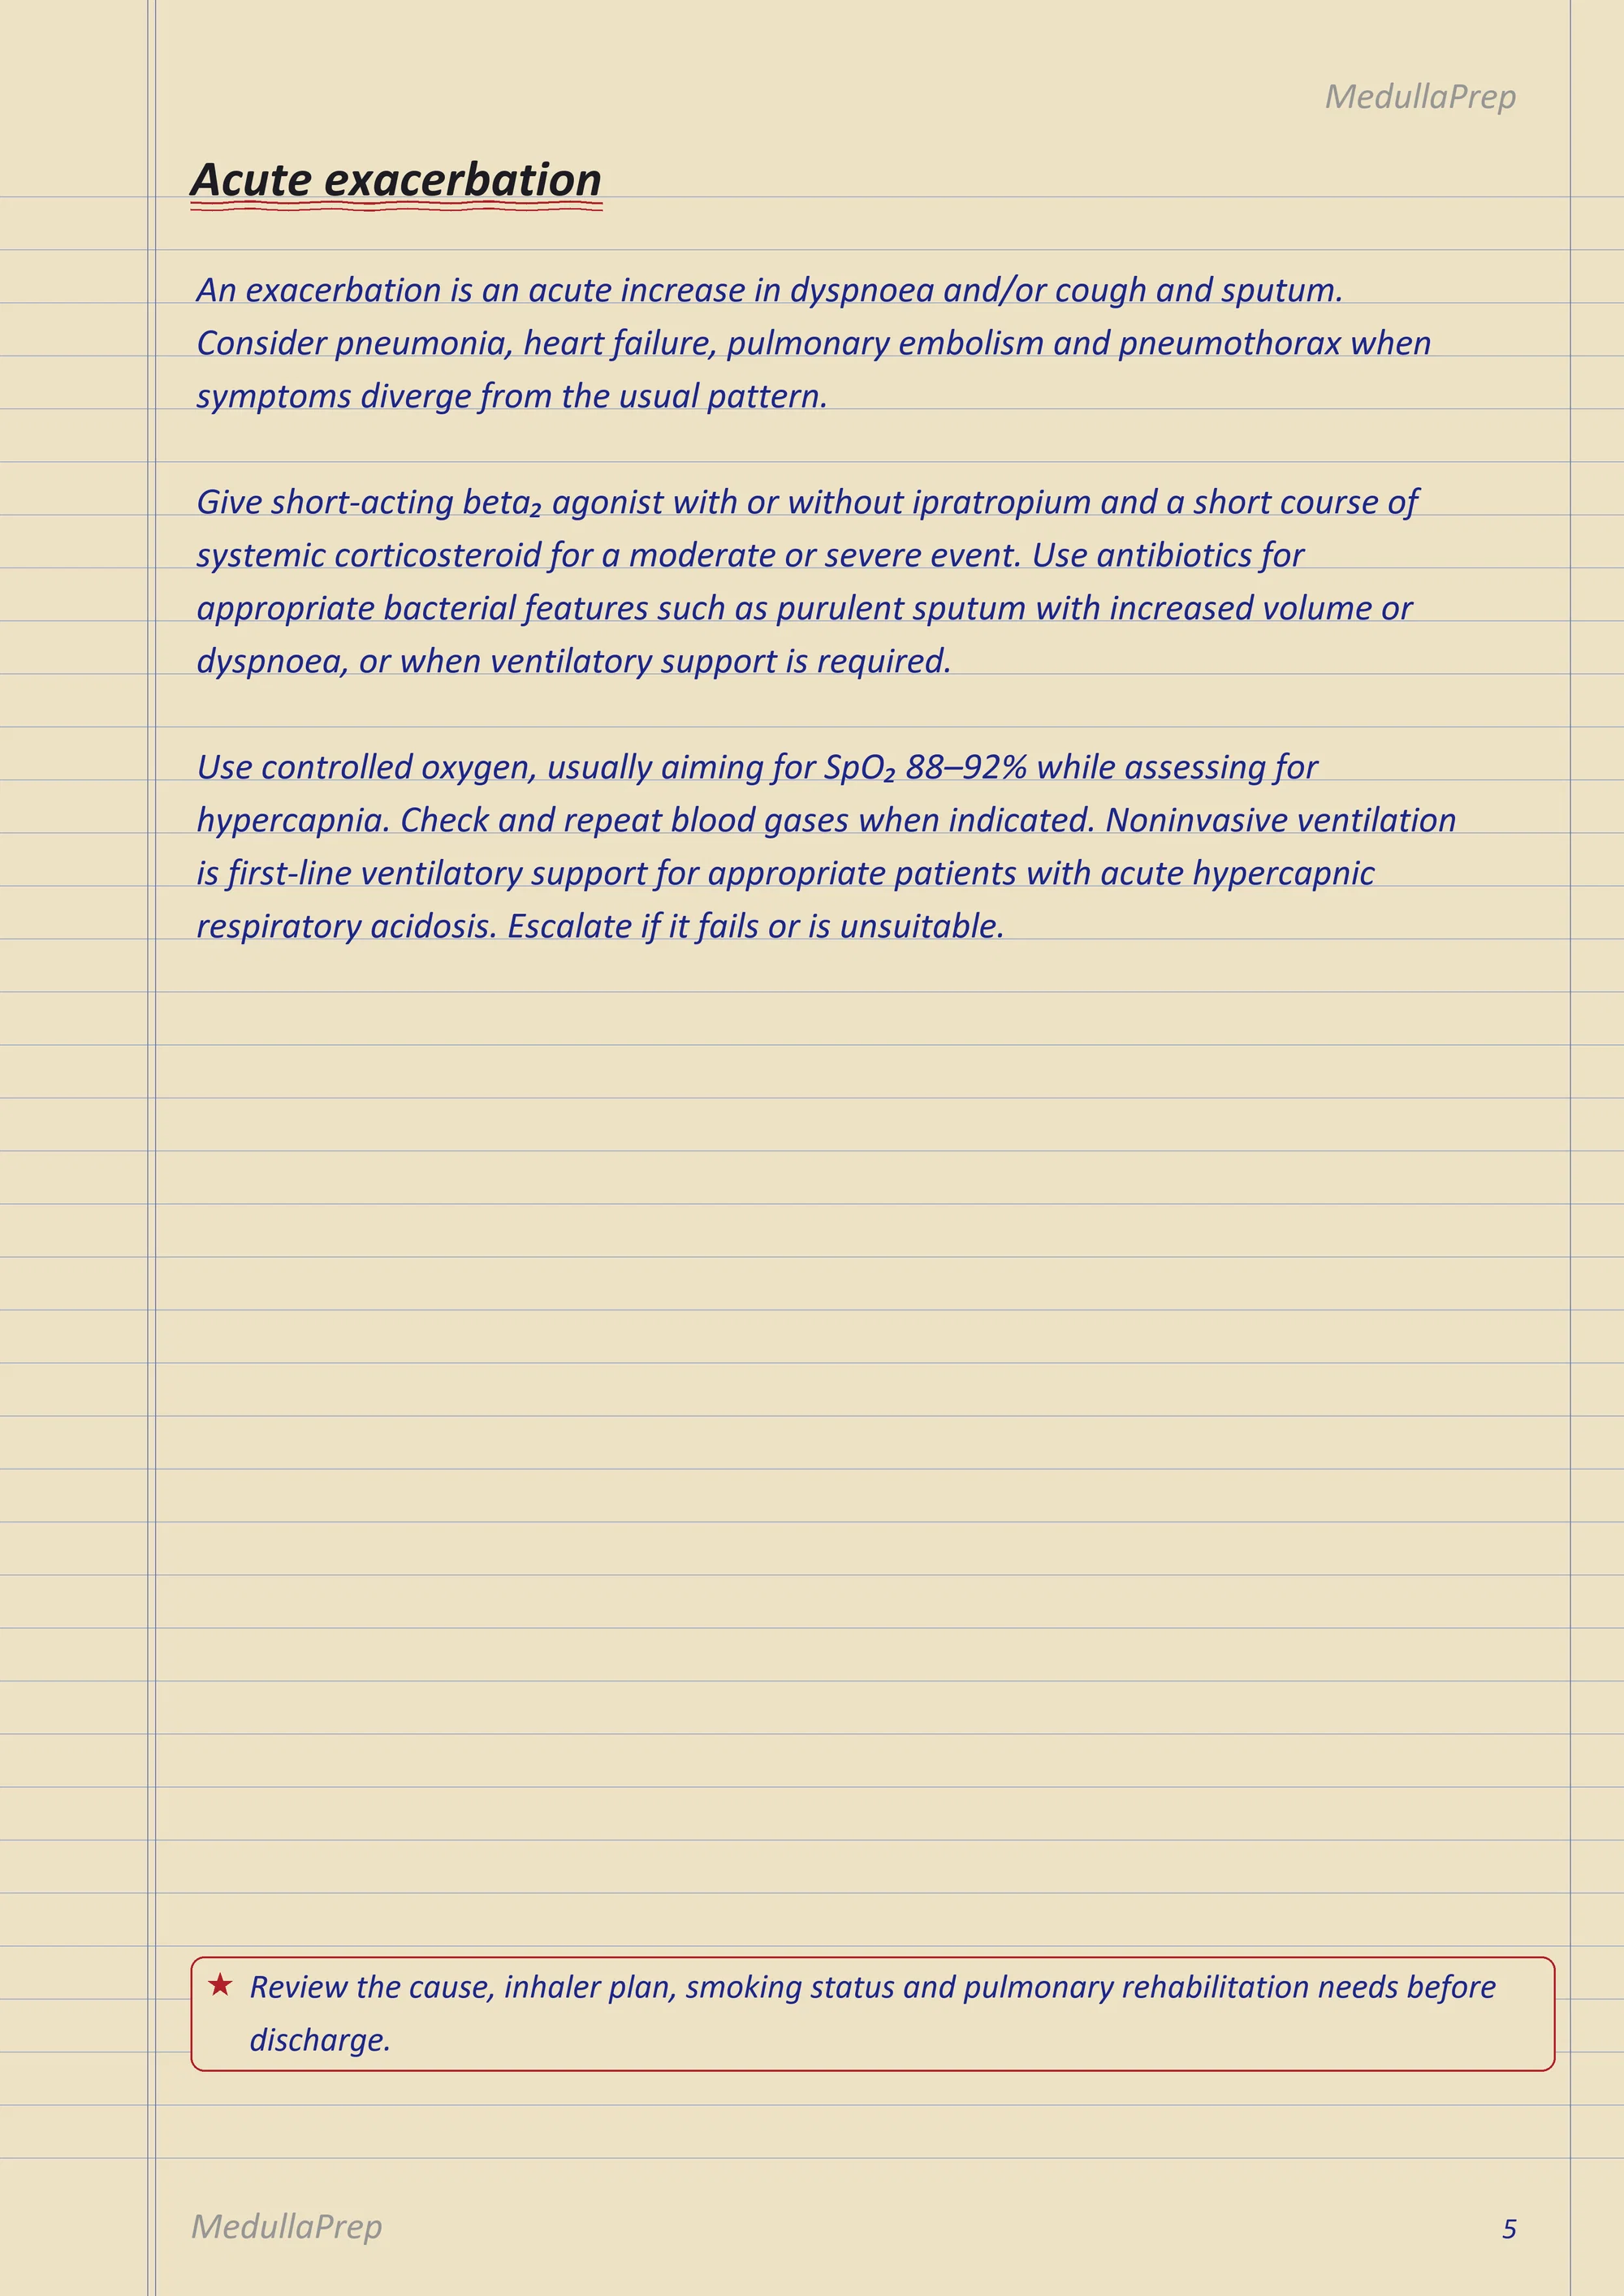 MedullaPrep
Acute exacerbation
An exacerbation is an acute increase in dyspnoea and/or cough and sputum.
Consider pneumonia, heart failure, pulmonary embolism and pneumothorax when
symptoms diverge from the usual pattern.
Give short-acting beta₂ agonist with or without ipratropium and a short course of
systemic corticosteroid for a moderate or severe event. Use antibiotics for
appropriate bacterial features such as purulent sputum with increased volume or
dyspnoea, or when ventilatory support is required.
Use controlled oxygen, usually aiming for SpO₂ 88–92% while assessing for
hypercapnia. Check and repeat blood gases when indicated. Noninvasive ventilation
is first-line ventilatory support for appropriate patients with acute hypercapnic
respiratory acidosis. Escalate if it fails or is unsuitable.
★ Review the cause, inhaler plan, smoking status and pulmonary rehabilitation needs before
discharge.
MedullaPrep
5